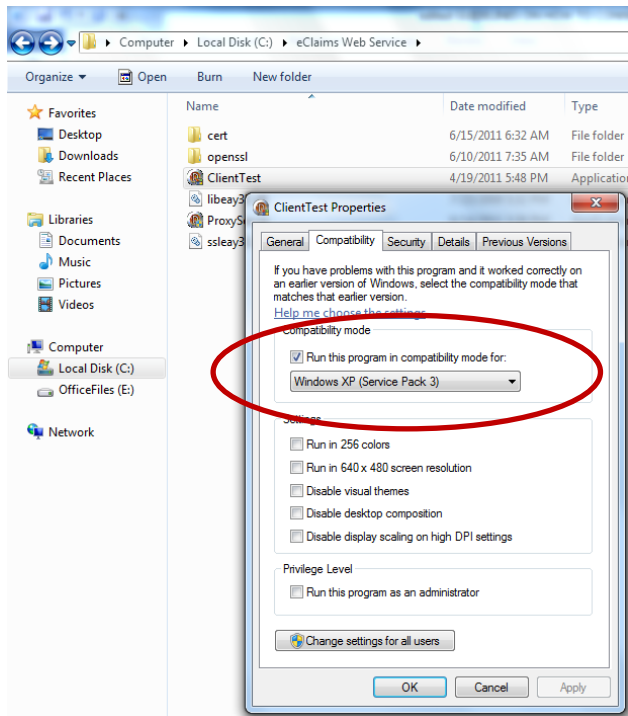 Computer ▸ Local Disk (C:) ▸ eClaims Web Service ▸
Organize Open Burn New folder
Name Date modified Type
Favorites
Desktop
Downloads
Recent Places
Libraries
Documents
Music
Pictures
Videos
Computer
Local Disk (C:)
OfficeFiles (E:)
Network
cert 6/15/2011 6:32 AM File folder
openssl 6/10/2011 7:35 AM File folder
ClientTest 4/19/2011 5:48 PM Applicatio
libeay3
ProxyS
ssleay3
ClientTest Properties
General Compatibility Security Details Previous Versions
If you have problems with this program and it worked correctly on
an earlier version of Windows, select the compatibility mode that
matches that earlier version.
Help me choose the settings
Compatibility mode
Run this program in compatibility mode for:
Windows XP (Service Pack 3)
Settings
Run in 256 colors
Run in 640 x 480 screen resolution
Disable visual themes
Disable desktop composition
Disable display scaling on high DPI settings
Privilege Level
Run this program as an administrator
Change settings for all users
OK Cancel Apply